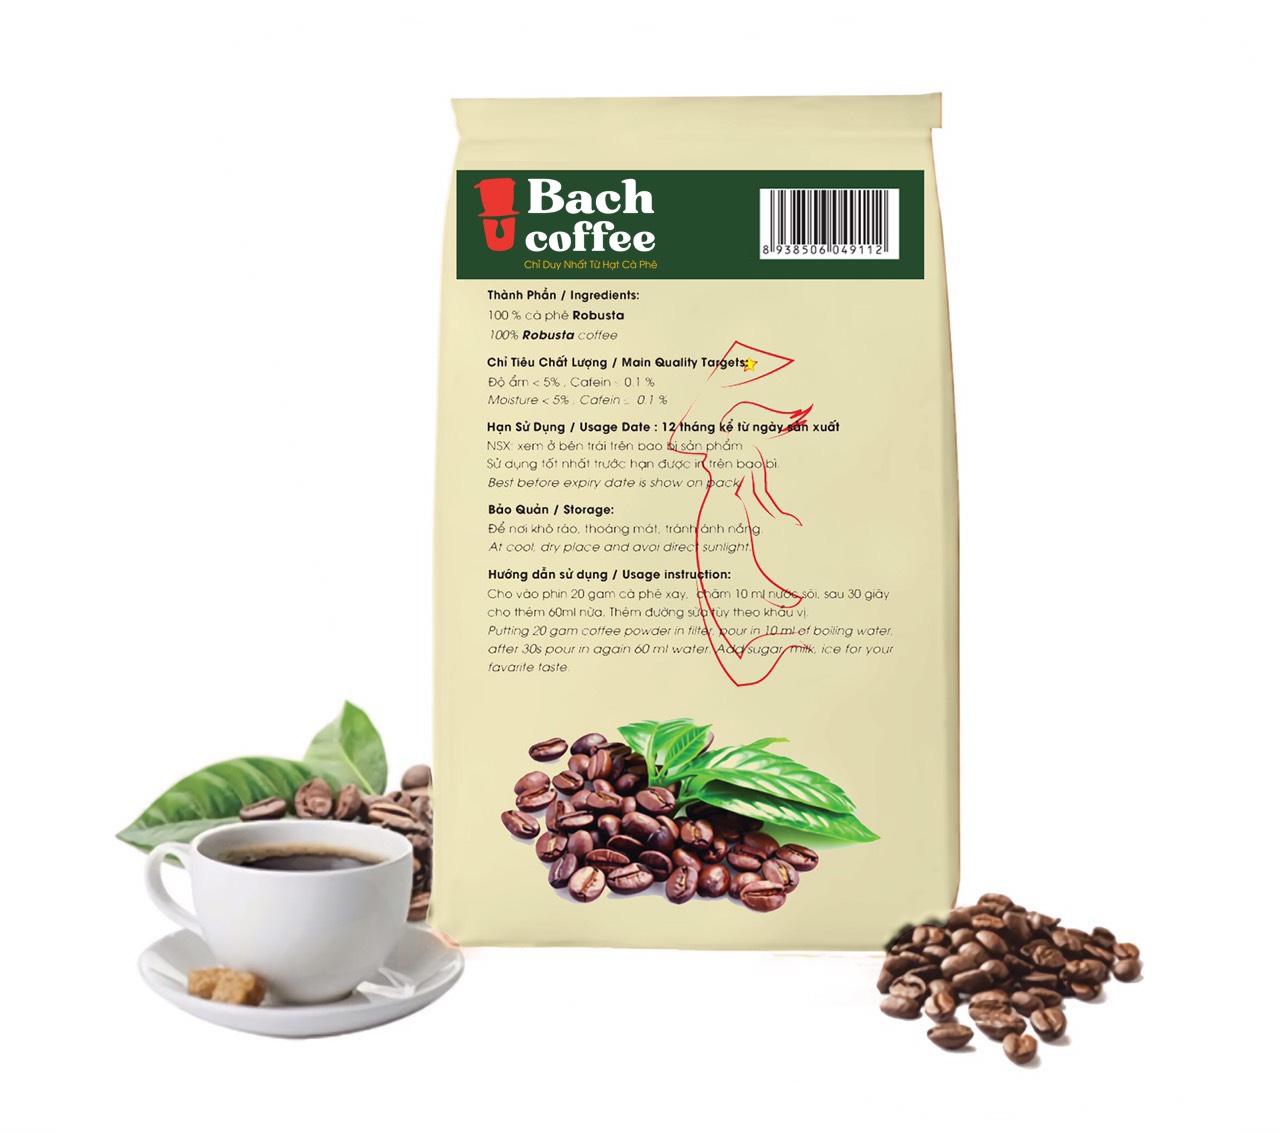 Bach
coffee
Chỉ Duy Nhất Từ Hạt Cà Phê
8 938506 049112
Thành Phần / Ingredients:
100 % cà phê Robusta
100% Robusta coffee
Chỉ Tiêu Chất Lượng / Main Quality Targets:
Độ ẩm < 5% . Cafein 0.1 %
Moisture < 5% . Cafein 0.1 %
Hạn Sử Dụng / Usage Date : 12 tháng kể từ ngày sản xuất
NSX: xem ở bên trái trên bao bì sản phẩm
Sử dụng tốt nhất trước hạn được in trên bao bì.
Best before expiry date is show on pack
Bảo Quản / Storage:
Để nơi khô ráo, thoáng mát, tránh ánh nắng.
At cool, dry place and avoi direct sunlight.
Hướng dẫn sử dụng / Usage instruction:
Cho vào phin 20 gam cà phê xay, châm 10 ml nước sôi, sau 30 giây
cho thêm 60ml nữa. Thêm đường sữa tùy theo khẩu vị.
Putting 20 gam coffee powder in filter, pour in 10 ml of boiling water,
after 30s pour in again 60 ml water. Add sugar, milk, ice for your
favarite taste.